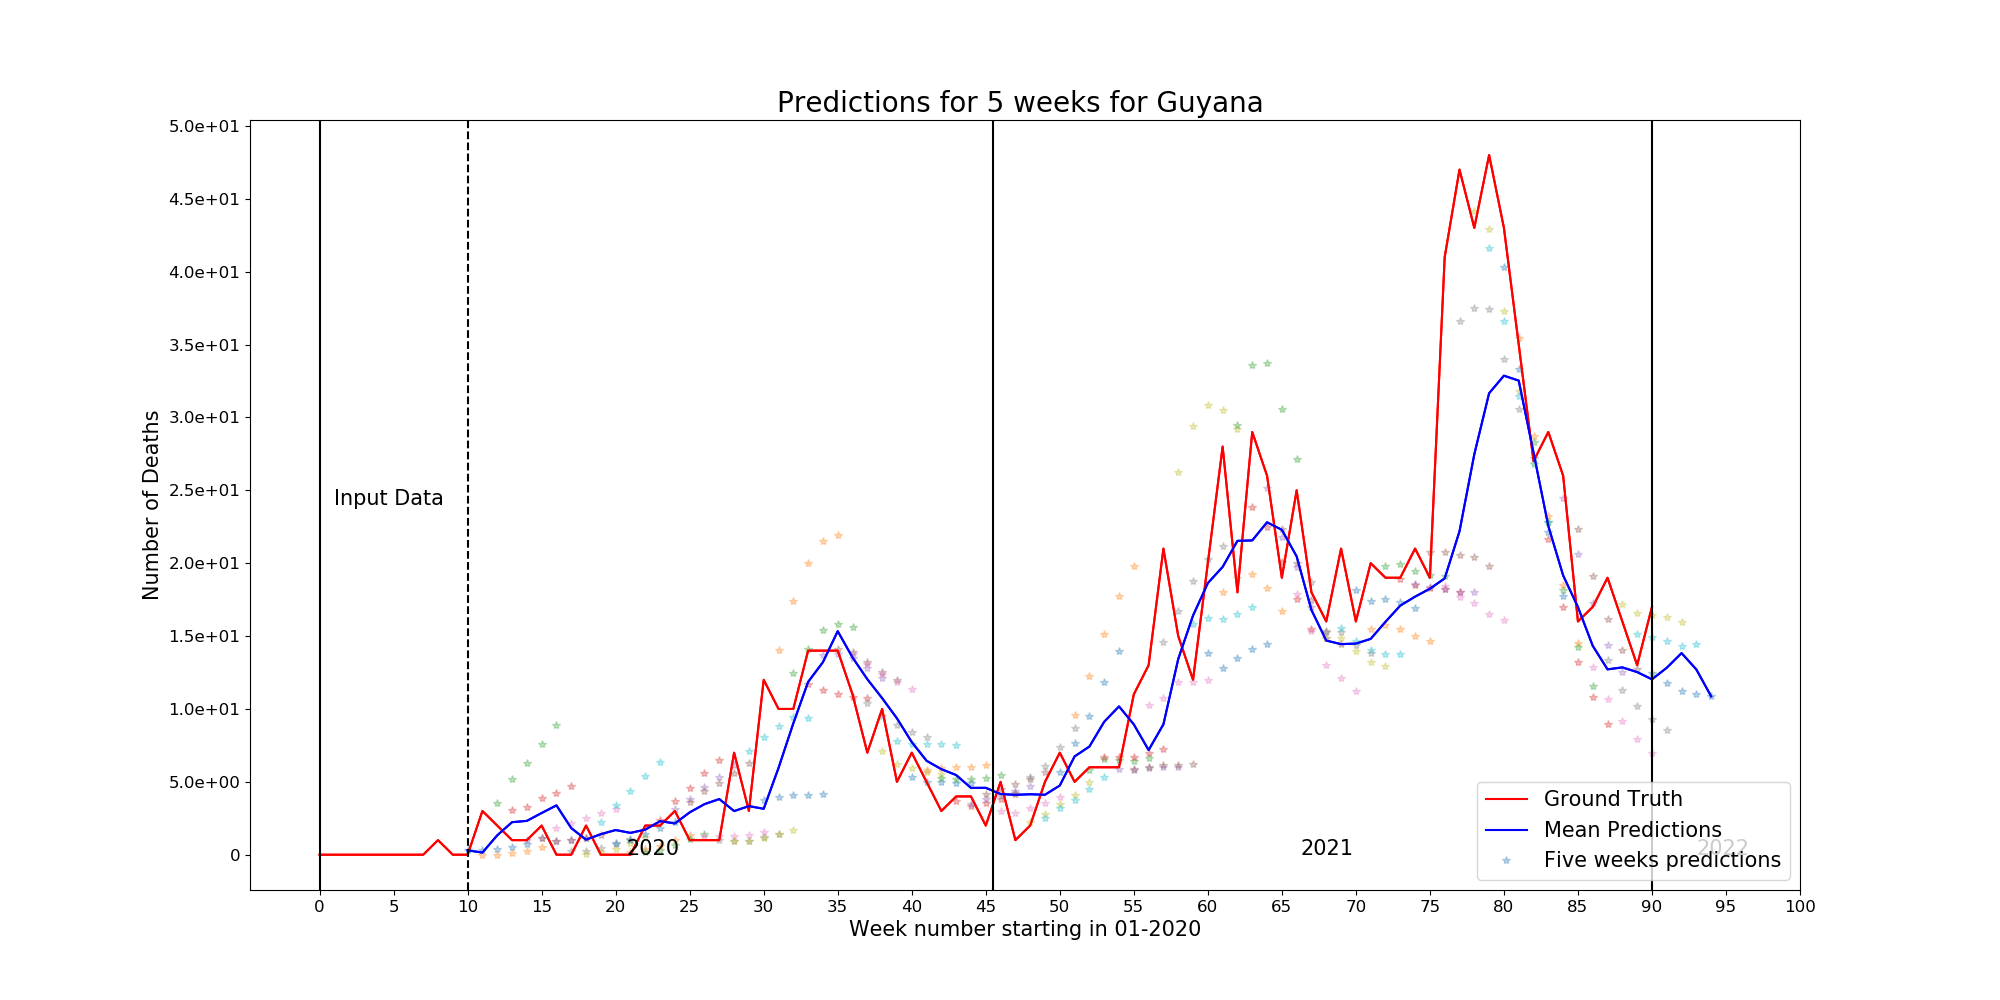 Predictions for 5 weeks for Guyana
5.0e+01
4.5e+01
4.0e+01
3.5e+01
3.0e+01
2.5e+01
2.0e+01
1.5e+01
1.0e+01
5.0e+00
0
Number of Deaths
Input Data
2020
2021
2022
Ground Truth
Mean Predictions
Five weeks predictions
0 5 10 15 20 25 30 35 40 45 50 55 60 65 70 75 80 85 90 95 100
Week number starting in 01-2020